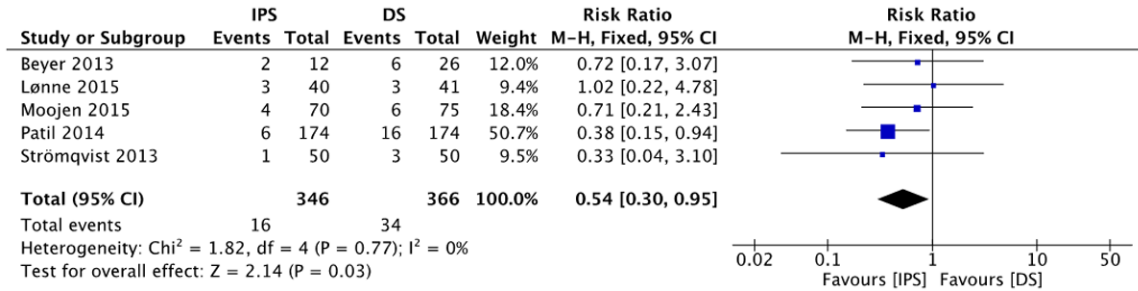 IPS DS Risk Ratio Risk Ratio
Study or Subgroup Events Total Events Total Weight M-H, Fixed, 95% CI M-H, Fixed, 95% CI
Beyer 2013 2 12 6 26 12.0% 0.72 [0.17, 3.07]
Lønne 2015 3 40 3 41 9.4% 1.02 [0.22, 4.78]
Moojen 2015 4 70 6 75 18.4% 0.71 [0.21, 2.43]
Patil 2014 6 174 16 174 50.7% 0.38 [0.15, 0.94]
Strömqvist 2013 1 50 3 50 9.5% 0.33 [0.04, 3.10]
Total (95% CI) 346 366 100.0% 0.54 [0.30, 0.95]
Total events 16 34
Heterogeneity: Chi² = 1.82, df = 4 (P = 0.77); I² = 0%
Test for overall effect: Z = 2.14 (P = 0.03)
0.02 0.1 1 10 50
Favours [IPS] Favours [DS]